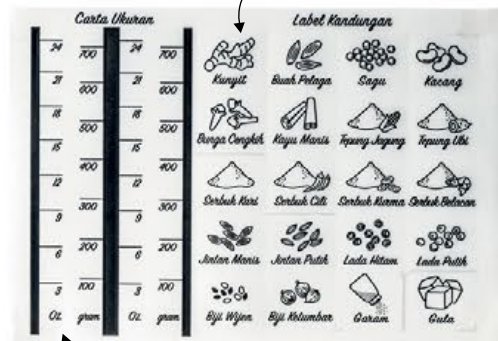 Carta Ukuran
Label Kandungan
24 700 24 700
21 600 21 600
18 500 18 500
15 15
12 400 12 400
9 300 9 300
6 200 6 200
3 100 3 100
Oz gram Oz gram
Kunyit Buah Pelaga Sagu Kacang
Bunga Cengkih Kayu Manis Tepung Jagung Tepung Ubi
Serbuk Kari Serbuk Cili Serbuk Kurma Serbuk Belacan
Jintan Manis Jintan Putih Lada Hitam Lada Putih
Biji Wijen Biji Ketumbar Garam Gula